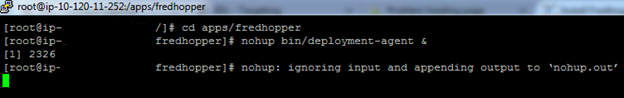 root@ip-10-120-11-252:/apps/fredhopper
[root@ip- /]# cd apps/fredhopper
[root@ip- fredhopper]# nohup bin/deployment-agent &
[1] 2326
[root@ip- fredhopper]# nohup: ignoring input and appending output to ‘nohup.out’